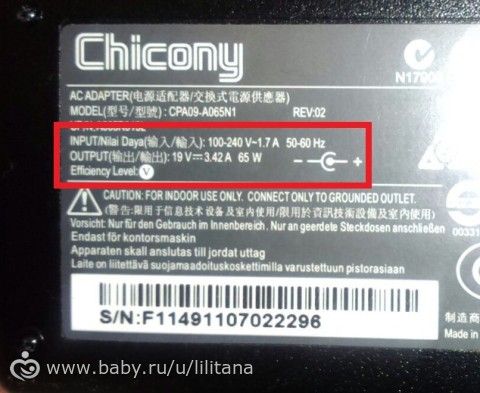 Chicony
N179
AC ADAPTER(电源适配器/交換式電源供應器)
MODEL(型号/型號): CPA09-A065N1 REV:02
INPUT/Nilai Daya(输入/輸入): 100-240 V~1.7 A 50-60 Hz
OUTPUT(输出/輸出): 19 V⎓3.42 A 65 W − +
Efficiency Level: V
CAUTION: FOR INDOOR USE ONLY. CONNECT ONLY TO GROUNDED OUTLET.
(警告:限用于信息技术设备及室内使用/限用於資訊技術設備及室內使用)
Vorsicht: Nur für den Gebrauch im Innenbereich. Nur an geerdete Steckdosen anschließen
Endast för kontorsmaskin
Apparaten skall anslutas till jordat uttag
Laite on liitettävä suojamaadoituskoskettimilla varustettuun pistorasiaan
00331
制造商
Made in
S/N:F11491107022296
www.baby.ru/u/lilitana